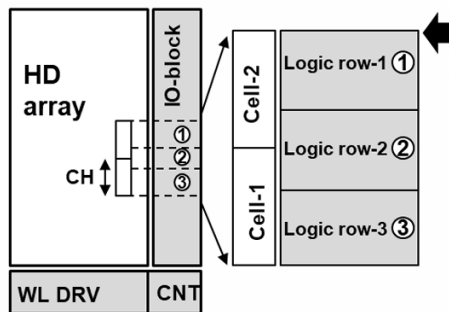 HD
array
IO-block
①
②
③
CH
WL DRV
CNT
Cell-2
Cell-1
Logic row-1 ①
Logic row-2 ②
Logic row-3 ③